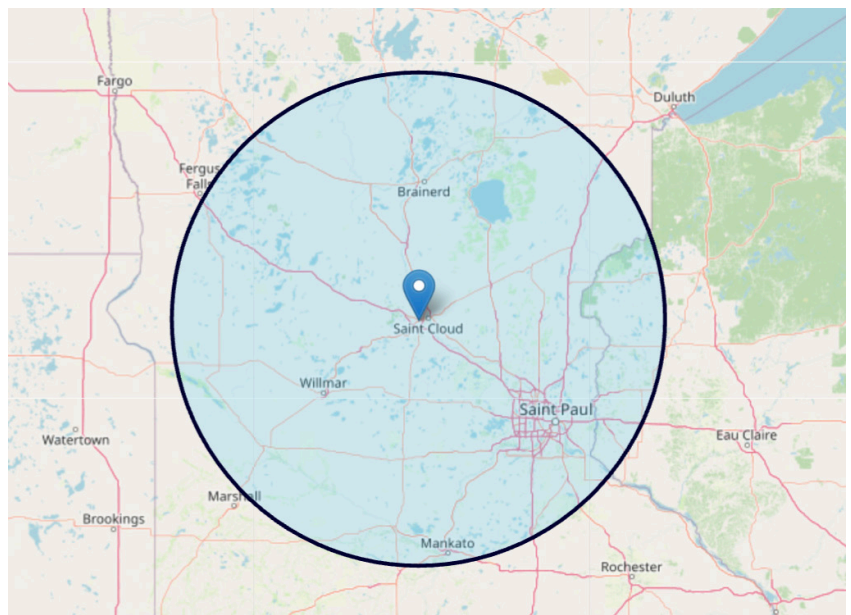 Fargo
Duluth
Fergus
Falls
Brainerd
Saint Cloud
Willmar
Saint Paul
Watertown
Eau Claire
Marshall
Brookings
Mankato
Rochester